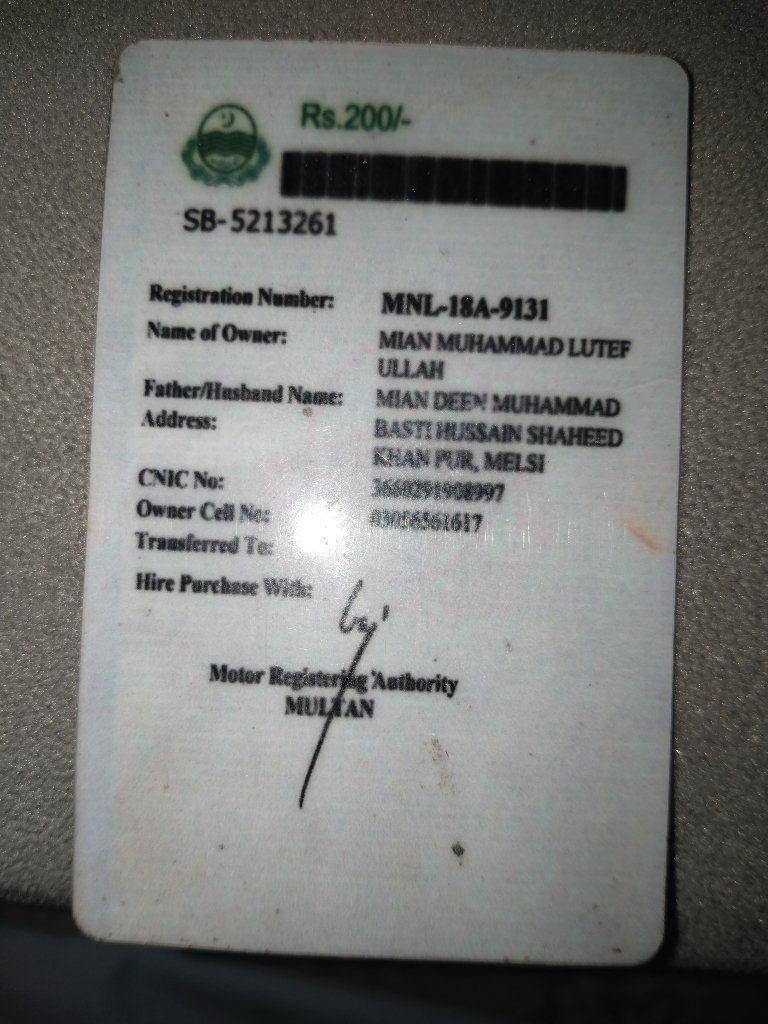 Rs.200/-
SB-5213261
Registration Number: MNL-18A-9131
Name of Owner: MIAN MUHAMMAD LUTEF
ULLAH
Father/Husband Name: MIAN DEEN MUHAMMAD
Address: BASTI HUSSAIN SHAHEED
KHAN PUR, MELSI
CNIC No: 3660291908997
Owner Cell No: 03056561617
Transferred To:
Hire Purchase With:
Motor Registering Authority
MULTAN